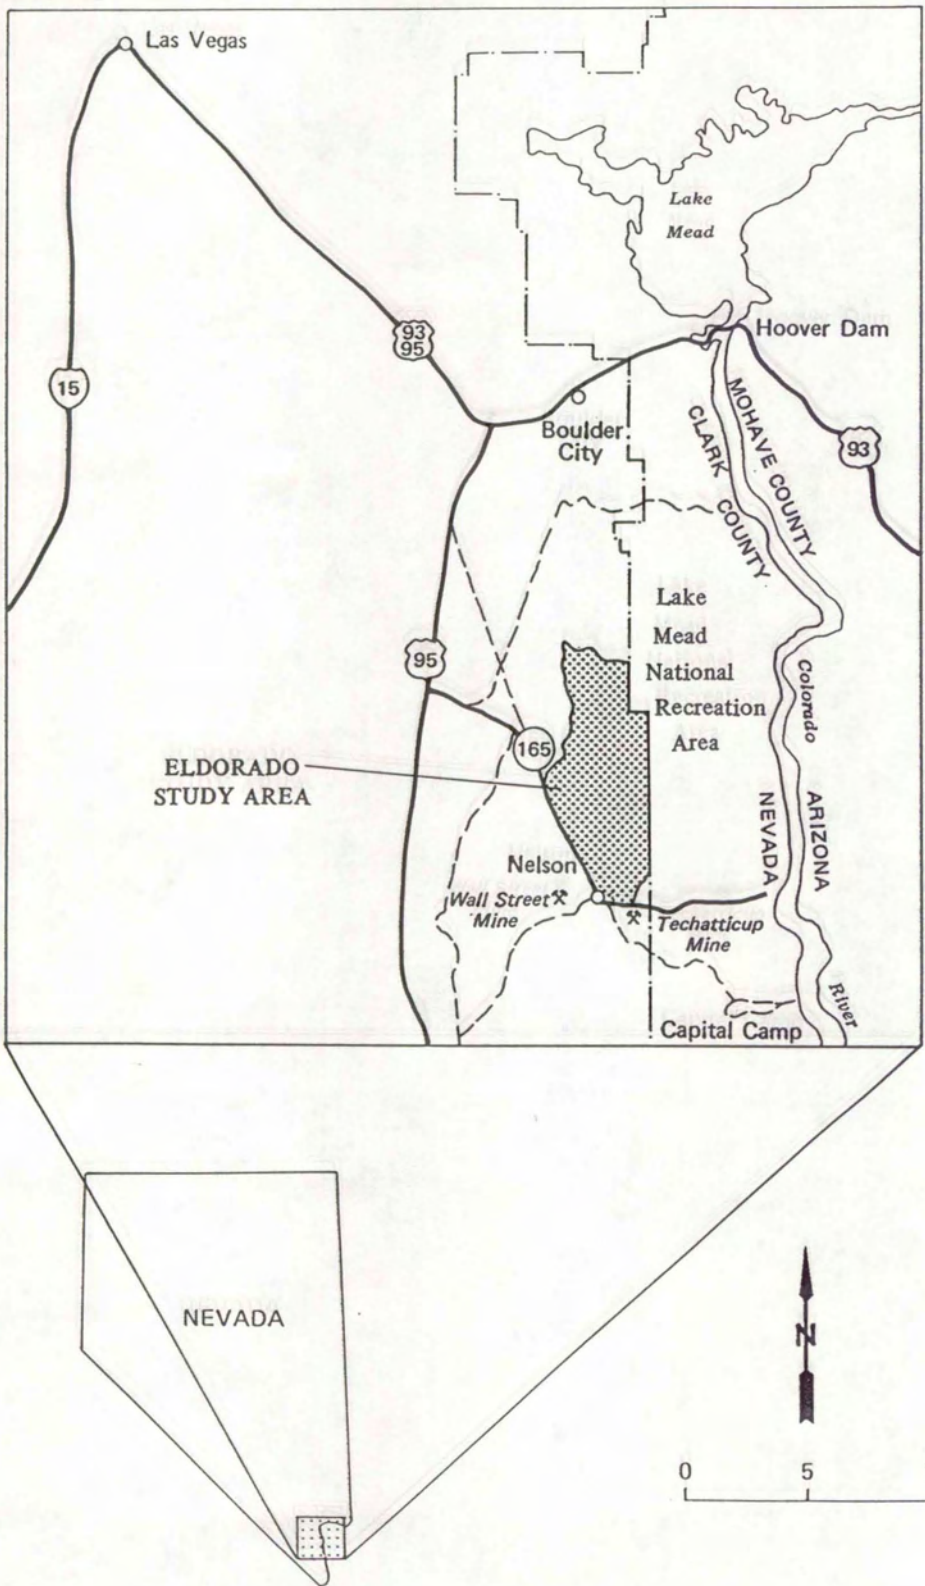 Las Vegas
Lake
Mead
Hoover Dam
93
95
15
Boulder
City
93
MOHAVE COUNTY
CLARK COUNTY
Lake
Mead
National
Recreation
Area
95
Colorado
165
ELDORADO
STUDY AREA
NEVADA
ARIZONA
Nelson
Wall Street
Mine
Techatticup
Mine
River
Capital Camp
NEVADA
N
0 5